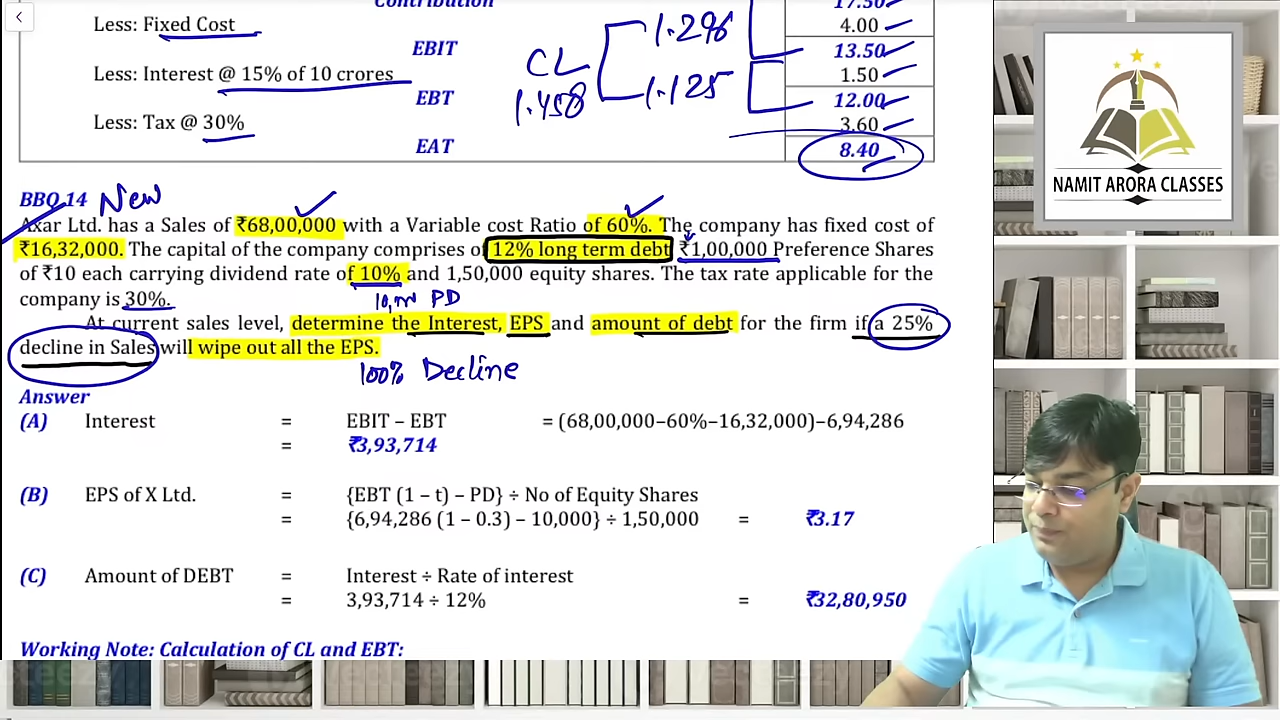 Contribution
17.50
Less: Fixed Cost
4.00
EBIT
13.50
Less: Interest @ 15% of 10 crores
1.50
EBT
12.00
Less: Tax @ 30%
3.60
EAT
8.40
CL
1.458
1.296
1.125
BBQ 14 New
Axar Ltd. has a Sales of ₹68,00,000 with a Variable cost Ratio of 60%. The company has fixed cost of
₹16,32,000. The capital of the company comprises of 12% long term debt ₹1,00,000 Preference Shares
of ₹10 each carrying dividend rate of 10% and 1,50,000 equity shares. The tax rate applicable for the
company is 30%.
PD
At current sales level, determine the Interest, EPS and amount of debt for the firm if a 25%
decline in Sales will wipe out all the EPS.
100% Decline
Answer
(A) Interest = EBIT – EBT = (68,00,000–60%–16,32,000)–6,94,286
= ₹3,93,714
(B) EPS of X Ltd. = {EBT (1 – t) – PD} ÷ No of Equity Shares
= {6,94,286 (1 – 0.3) – 10,000} ÷ 1,50,000 = ₹3.17
(C) Amount of DEBT = Interest ÷ Rate of interest
= 3,93,714 ÷ 12% = ₹32,80,950
Working Note: Calculation of CL and EBT:
NAMIT ARORA CLASSES